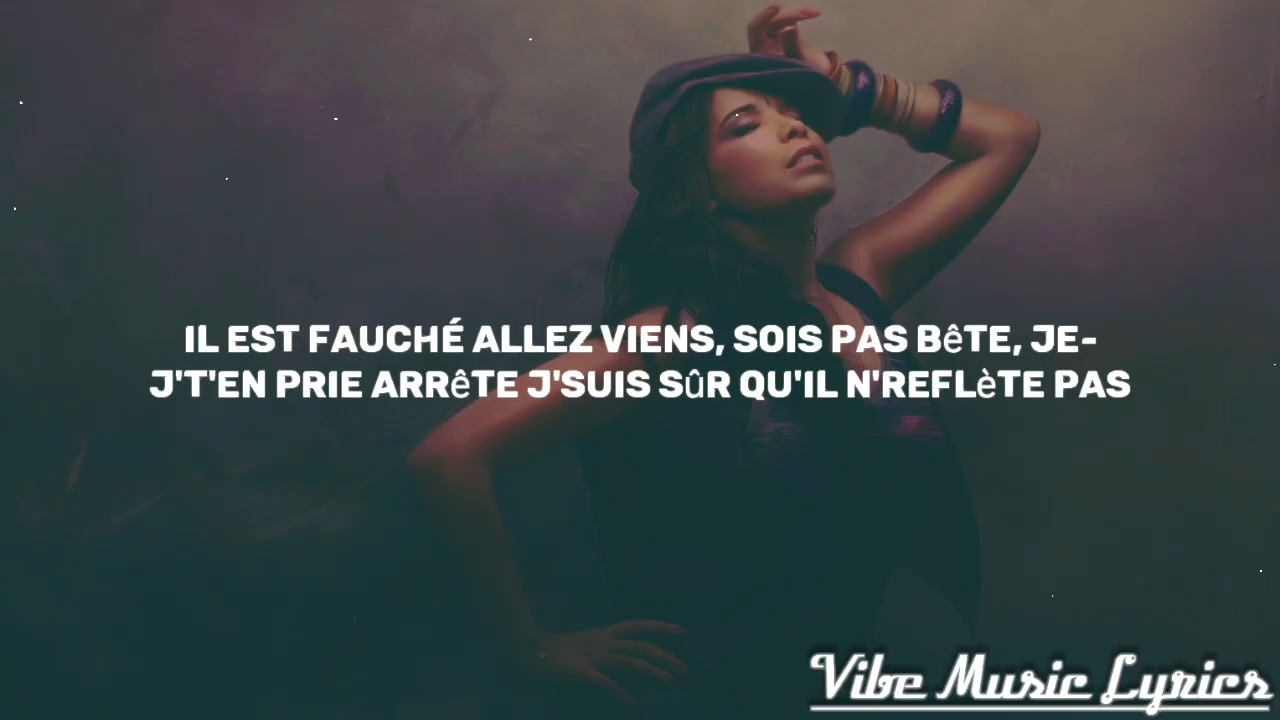 IL EST FAUCHÉ ALLEZ VIENS, SOIS PAS BêTE, JE-
J'T'EN PRIE ARRêTE J'SUIS SÛR QU'IL N'REFLèTE PAS
Vibe Music Lyrics